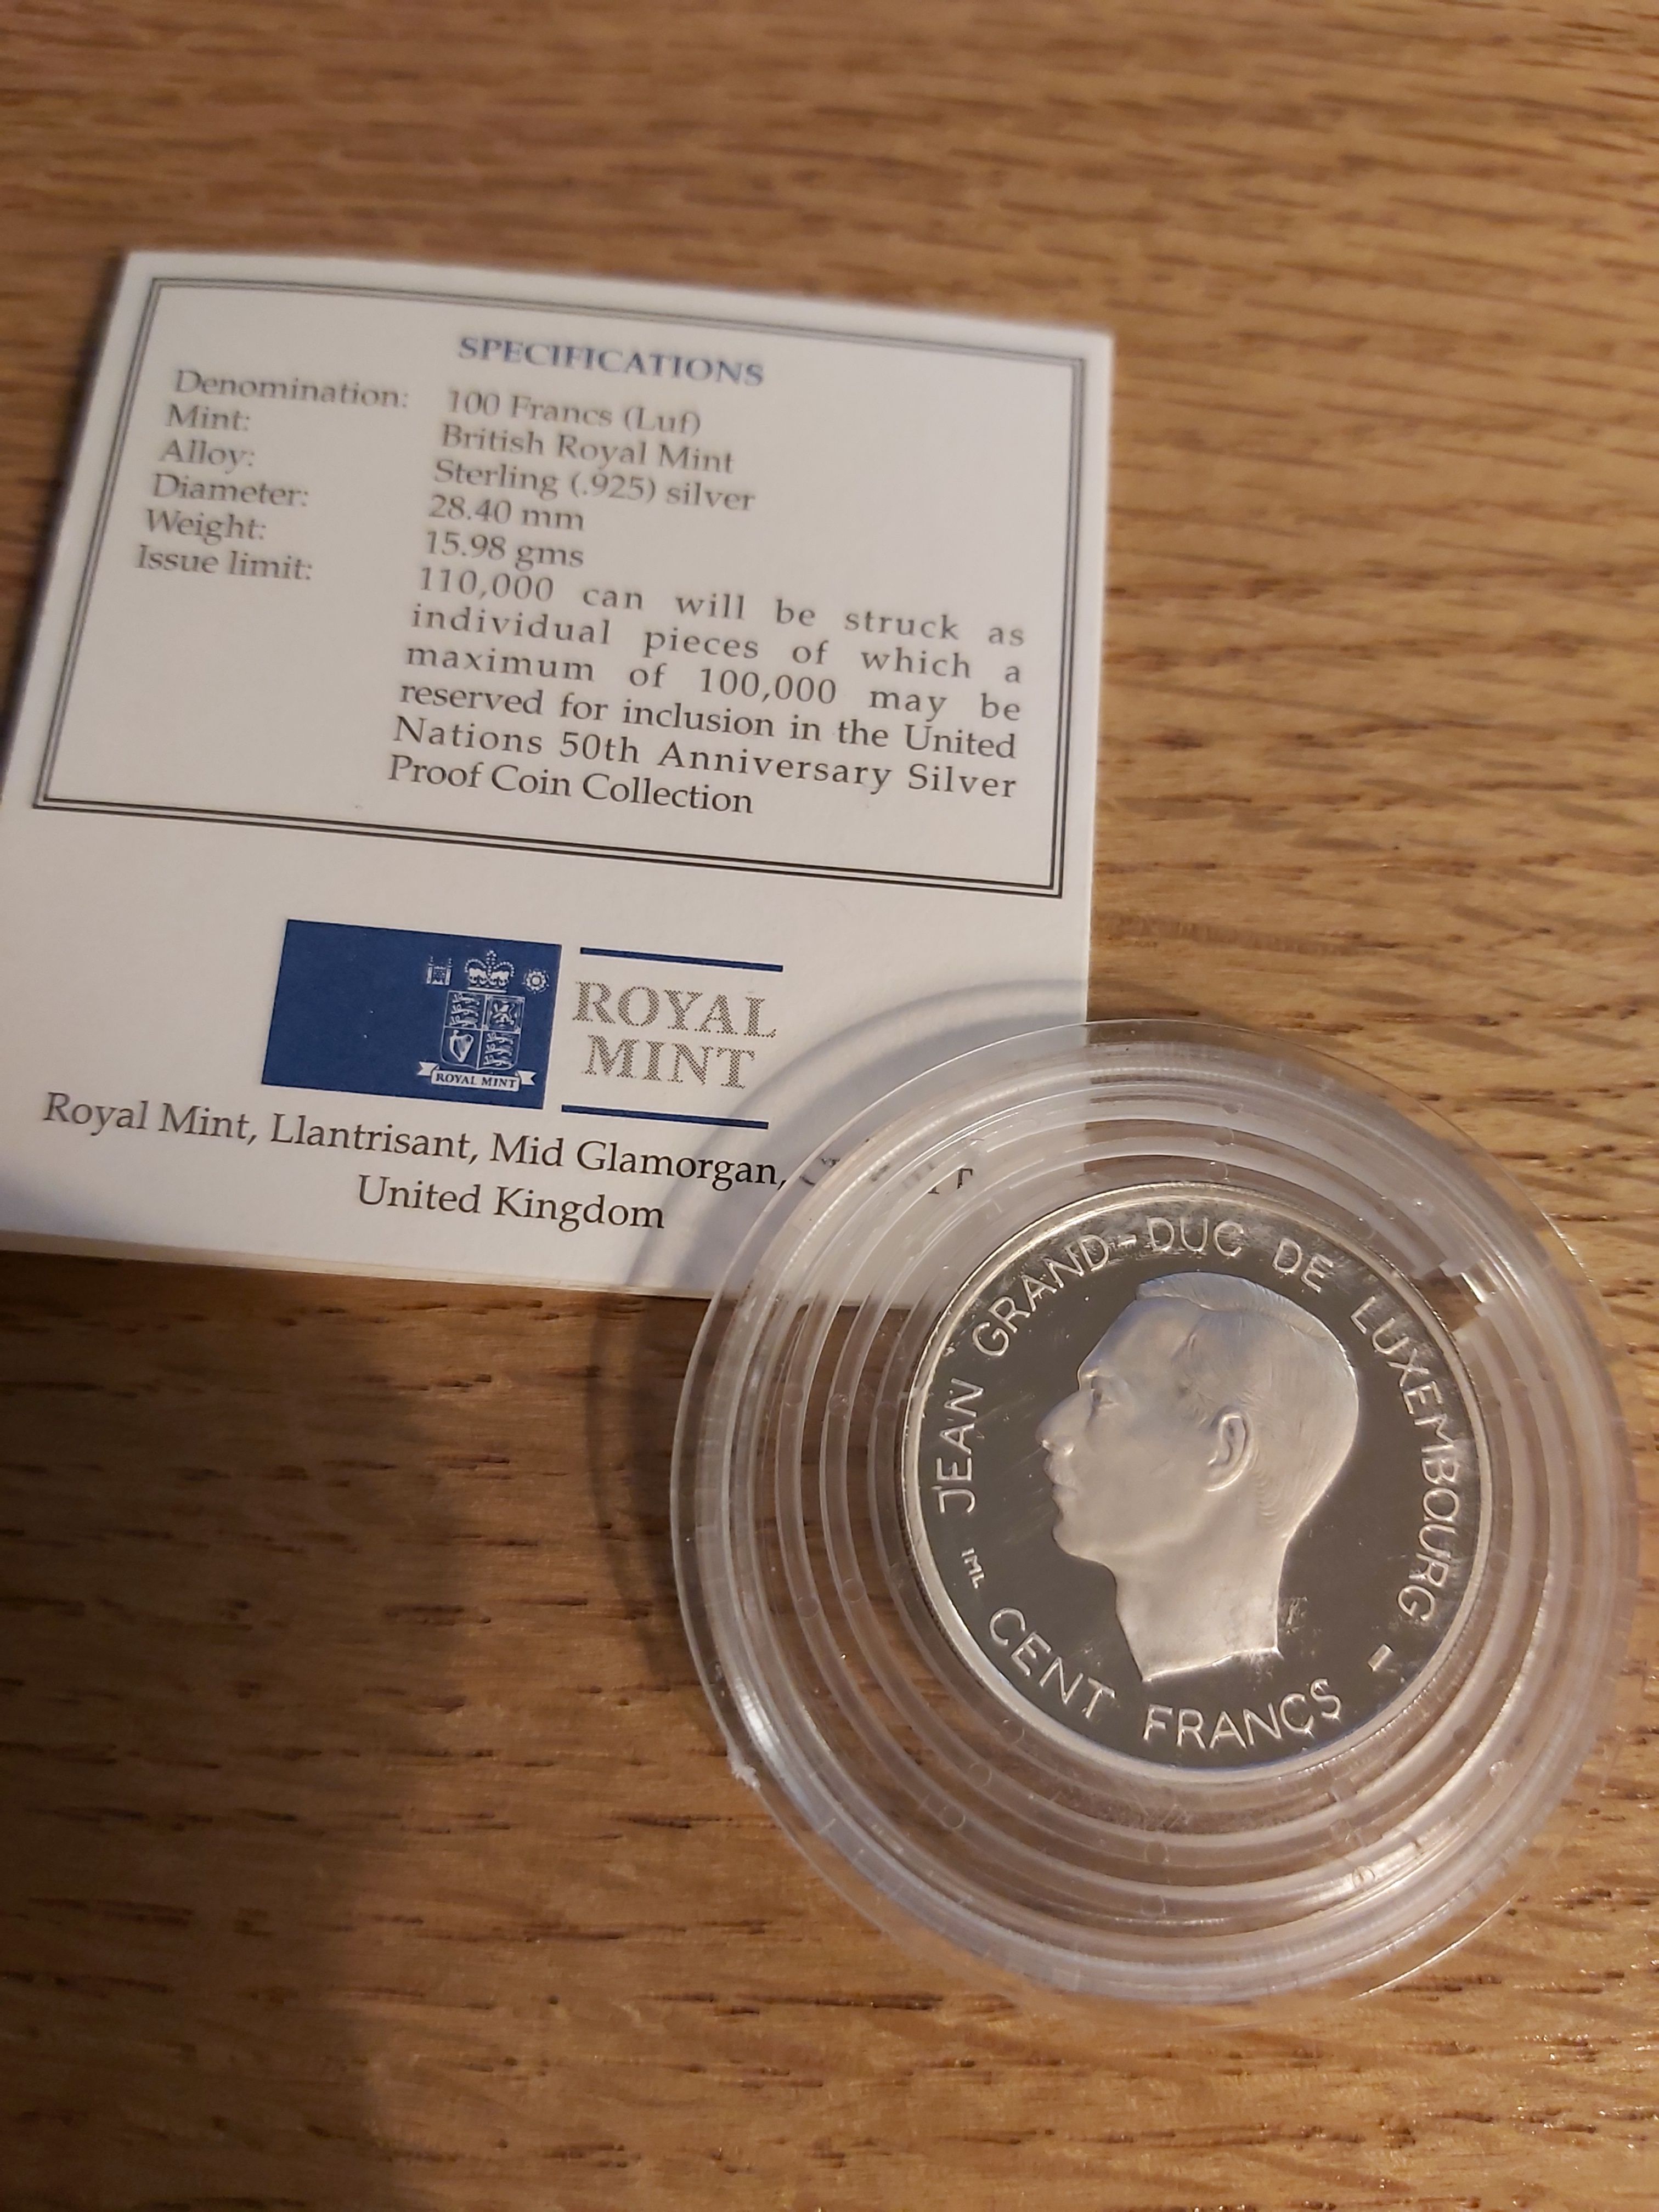 SPECIFICATIONS
Denomination: 100 Francs (Luf)
Mint: British Royal Mint
Alloy: Sterling (.925) silver
Diameter: 28.40 mm
Weight: 15.98 gms
Issue limit: 110,000 can will be struck as
individual pieces of which a
maximum of 100,000 may be
reserved for inclusion in the United
Nations 50th Anniversary Silver
Proof Coin Collection
ROYAL MINT
ROYAL
MINT
Royal Mint, Llantrisant, Mid Glamorgan,
United Kingdom
JEAN GRAND-DUC DE LUXEMBOURG -
CENT FRANCS
IML